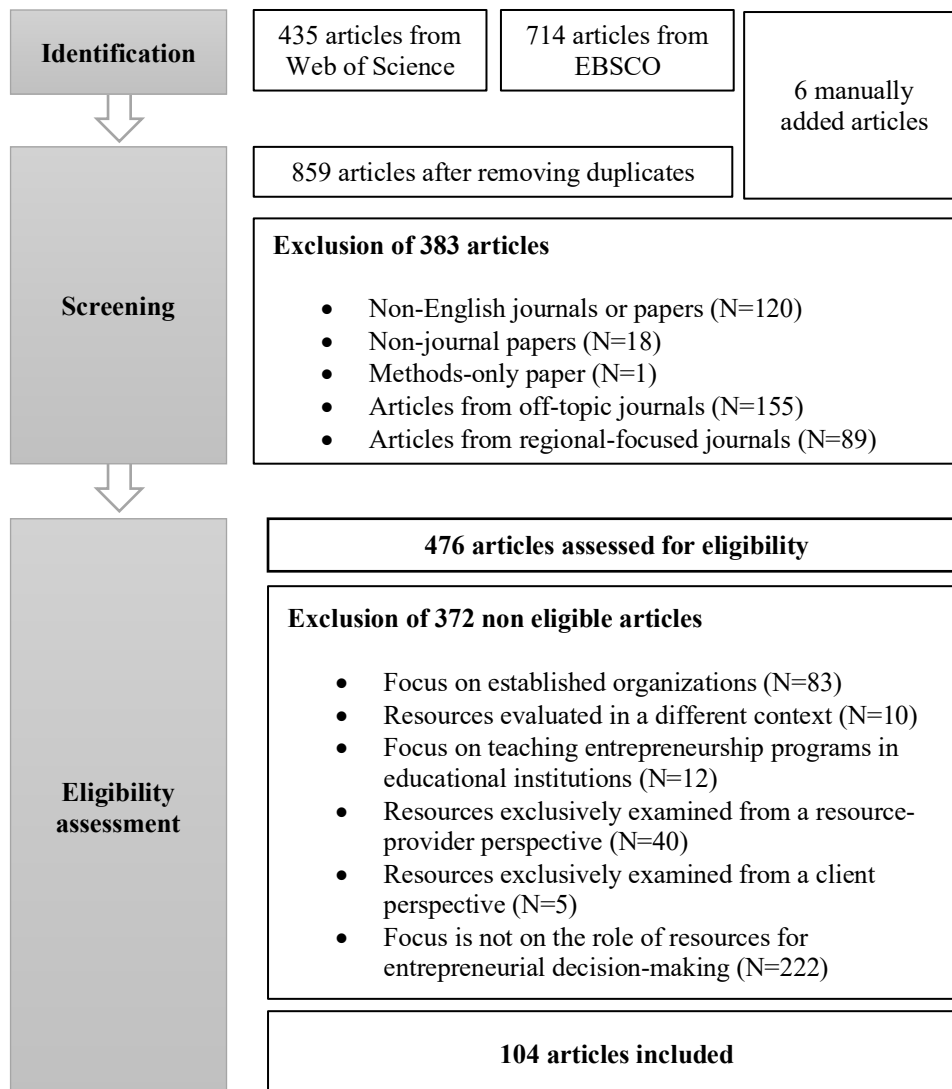 Identification
435 articles from
Web of Science
714 articles from
EBSCO
6 manually
added articles
Screening
859 articles after removing duplicates
Exclusion of 383 articles
• Non-English journals or papers (N=120)
• Non-journal papers (N=18)
• Methods-only paper (N=1)
• Articles from off-topic journals (N=155)
• Articles from regional-focused journals (N=89)
Eligibility
assessment
476 articles assessed for eligibility
Exclusion of 372 non eligible articles
• Focus on established organizations (N=83)
• Resources evaluated in a different context (N=10)
• Focus on teaching entrepreneurship programs in
educational institutions (N=12)
• Resources exclusively examined from a resource-
provider perspective (N=40)
• Resources exclusively examined from a client
perspective (N=5)
• Focus is not on the role of resources for
entrepreneurial decision-making (N=222)
104 articles included